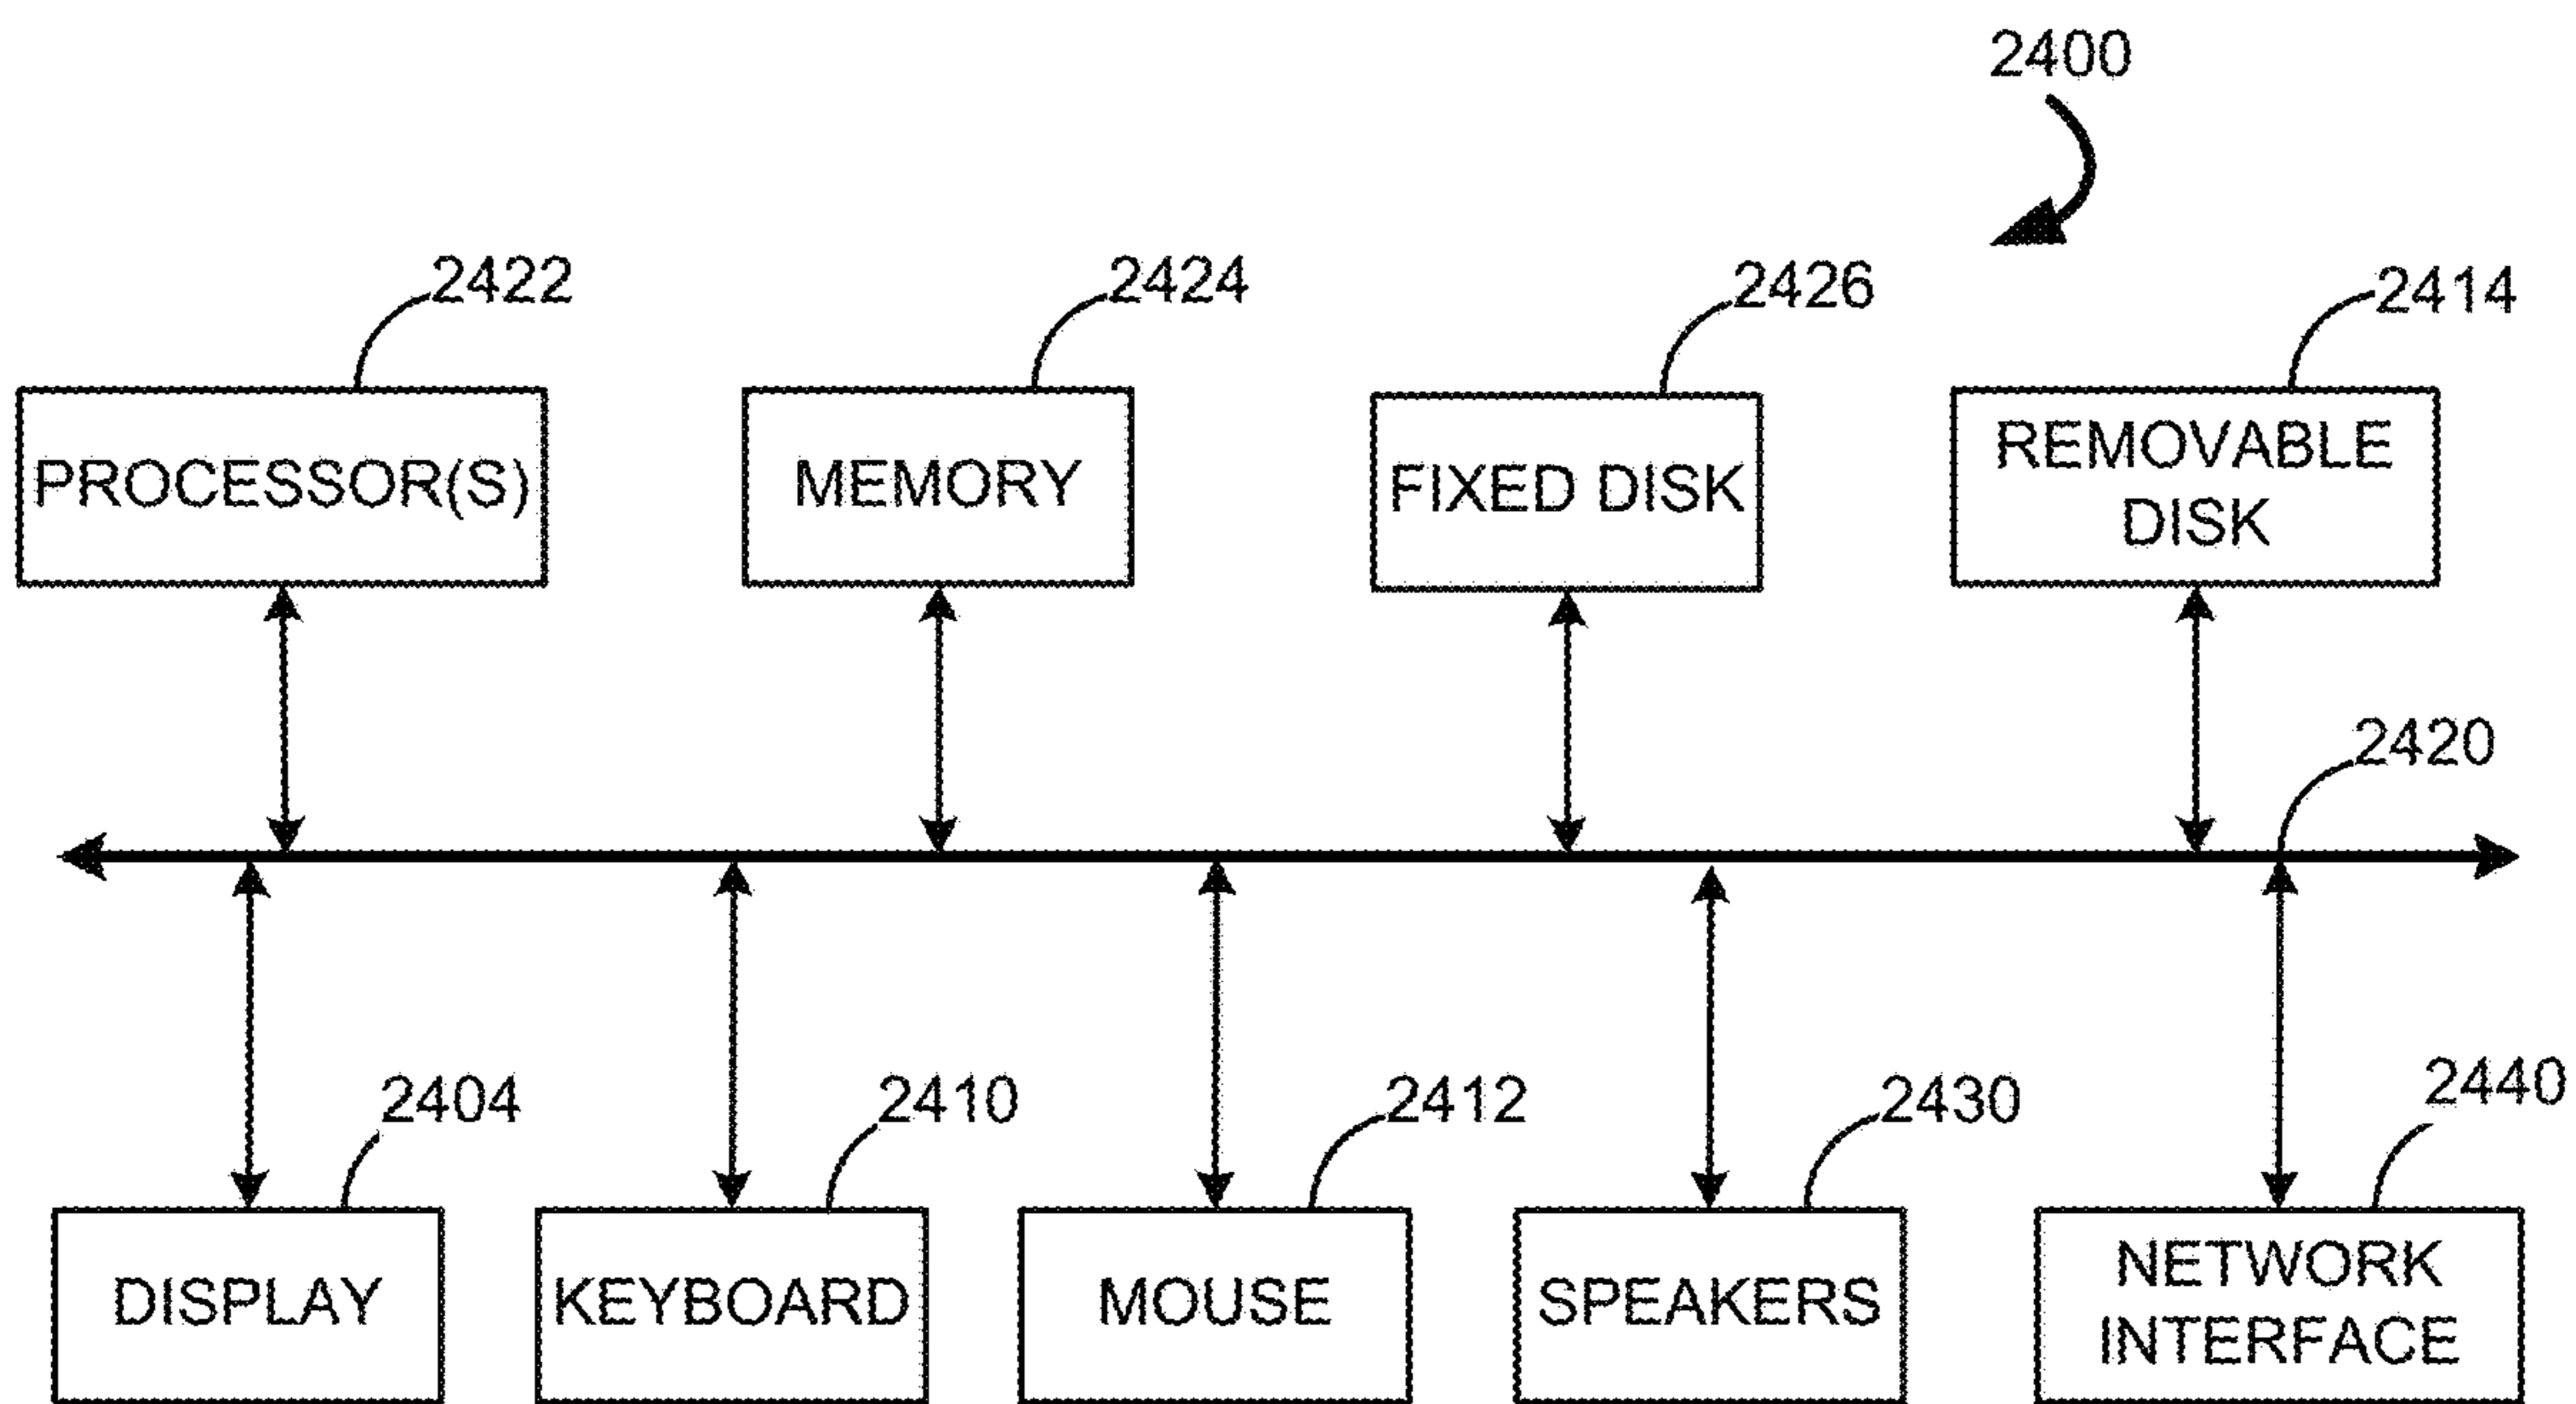 2400
2422
2424
2426
2414
PROCESSOR(S)
MEMORY
FIXED DISK
REMOVABLE
DISK
2420
2404
2410
2412
2430
2440
DISPLAY
KEYBOARD
MOUSE
SPEAKERS
NETWORK
INTERFACE